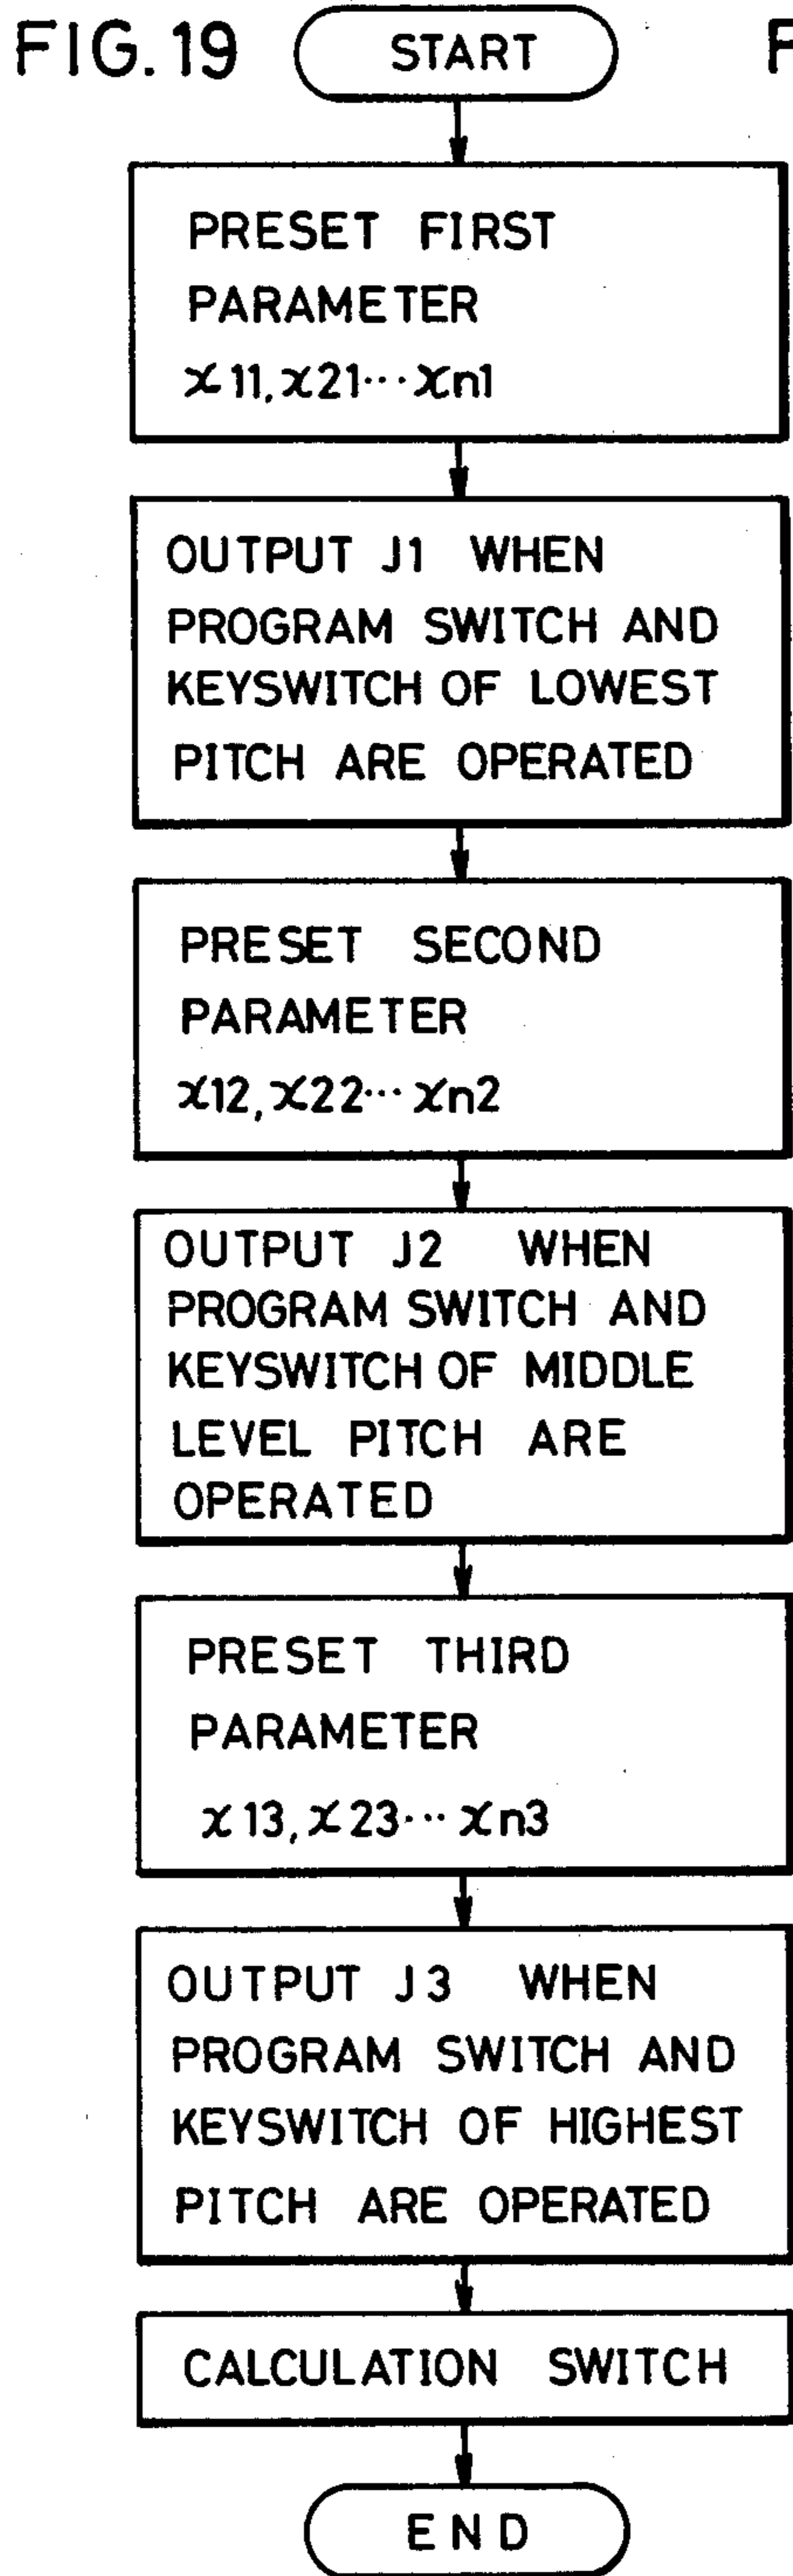 FIG. 19
START
PRESET FIRST
PARAMETER
x11, x21··· xn1
OUTPUT J1 WHEN
PROGRAM SWITCH AND
KEYSWITCH OF LOWEST
PITCH ARE OPERATED
PRESET SECOND
PARAMETER
x12, x22··· xn2
OUTPUT J2 WHEN
PROGRAM SWITCH AND
KEYSWITCH OF MIDDLE
LEVEL PITCH ARE
OPERATED
PRESET THIRD
PARAMETER
x13, x23··· xn3
OUTPUT J3 WHEN
PROGRAM SWITCH AND
KEYSWITCH OF HIGHEST
PITCH ARE OPERATED
CALCULATION SWITCH
END